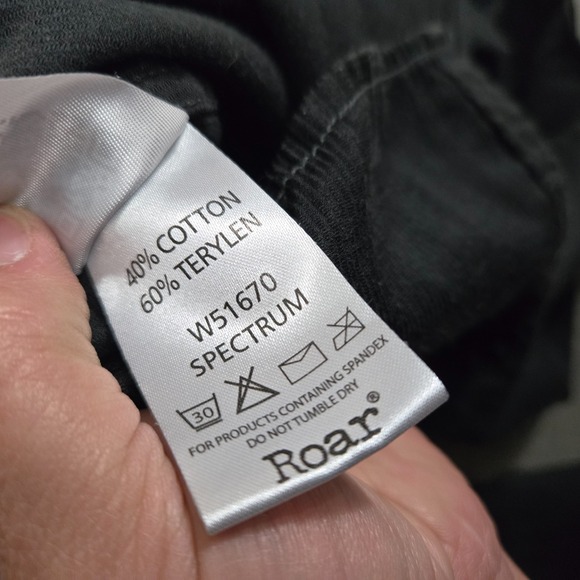 40% COTTON
60% TERYLEN
W51670
SPECTRUM
30
FOR PRODUCTS CONTAINING SPANDEX
DO NOT TUMBLE DRY
Roar®